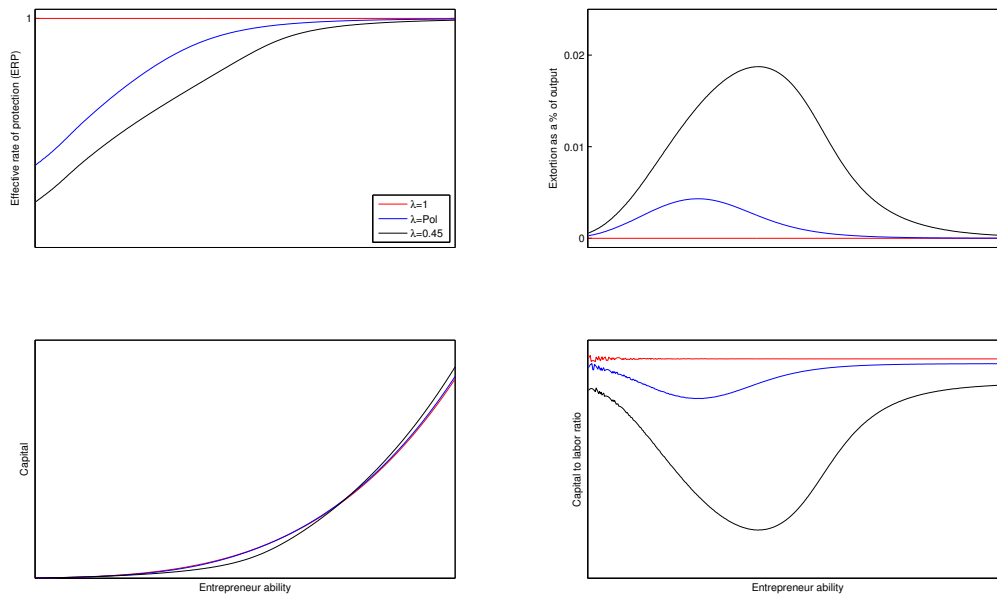 Effective rate of protection (ERP)
1
λ=1
λ=Pol
λ=0.45
Extortion as a % of output
0.02
0.01
0
Capital
Entrepreneur ability
Capital to labor ratio
Entrepreneur ability